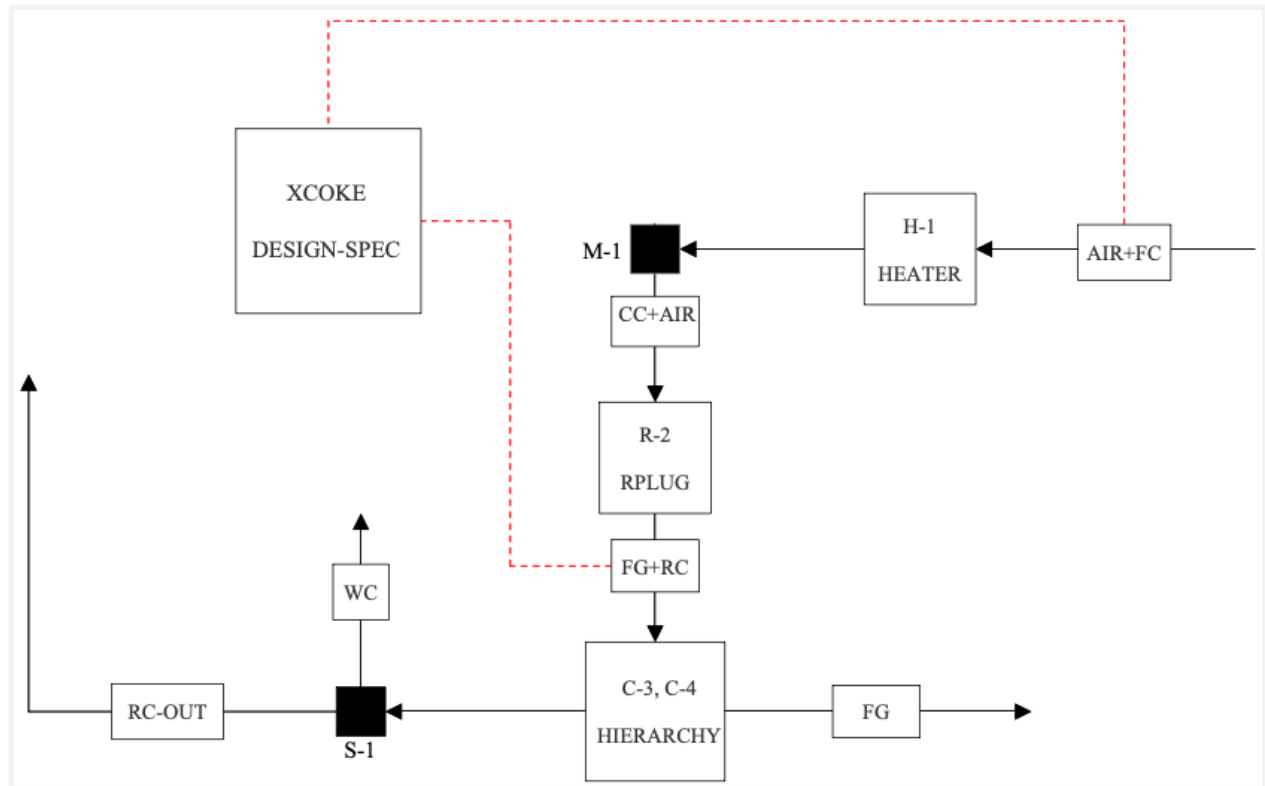 XCOKE
DESIGN-SPEC
H-1
HEATER
AIR+FC
M-1
CC+AIR
R-2
RPLUG
FG+RC
WC
C-3, C-4
HIERARCHY
RC-OUT
S-1
FG